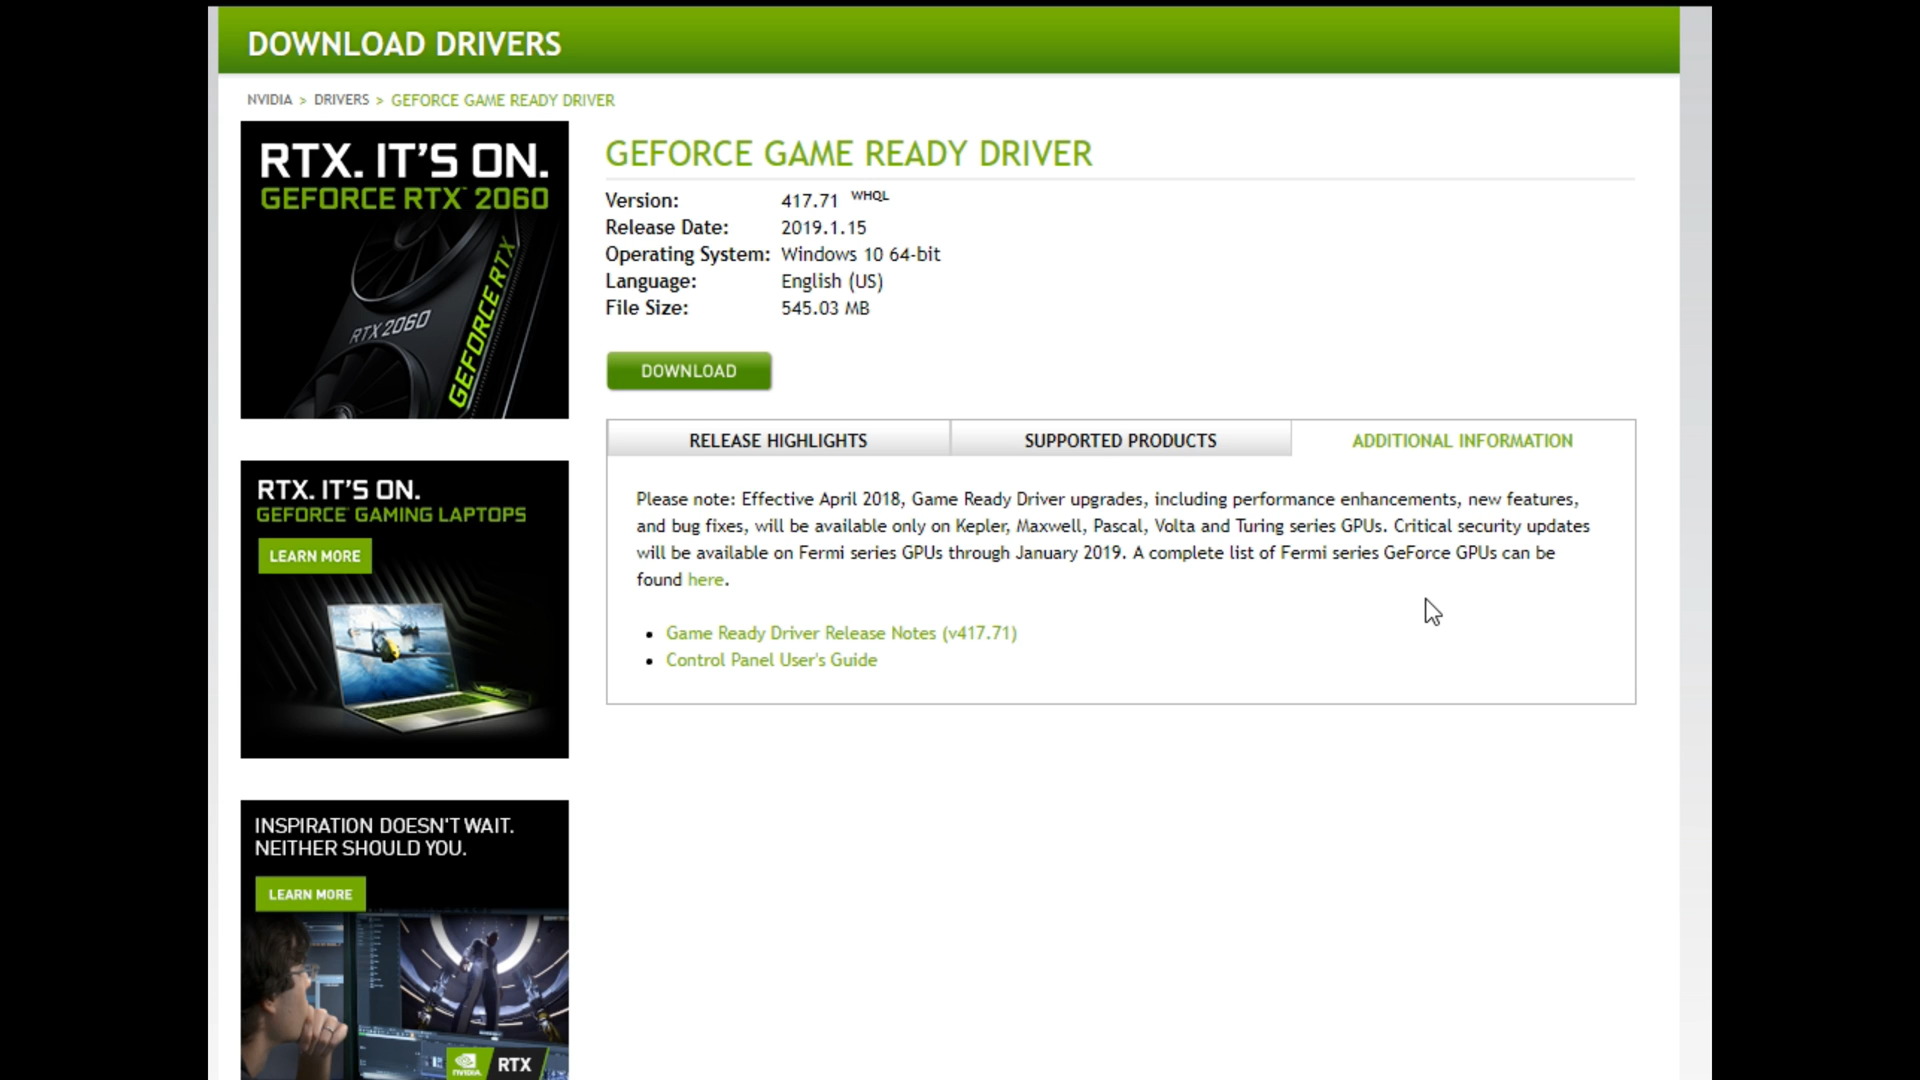 DOWNLOAD DRIVERS
NVIDIA > DRIVERS > GEFORCE GAME READY DRIVER
RTX. IT'S ON.
GEFORCE RTX™ 2060
RTX 2060
GEFORCE RTX
RTX. IT'S ON.
GEFORCE® GAMING LAPTOPS
LEARN MORE
INSPIRATION DOESN'T WAIT.
NEITHER SHOULD YOU.
LEARN MORE
NVIDIA. RTX
GEFORCE GAME READY DRIVER
Version: 417.71 WHQL
Release Date: 2019.1.15
Operating System: Windows 10 64-bit
Language: English (US)
File Size: 545.03 MB
DOWNLOAD
RELEASE HIGHLIGHTS SUPPORTED PRODUCTS ADDITIONAL INFORMATION
Please note: Effective April 2018, Game Ready Driver upgrades, including performance enhancements, new features,
and bug fixes, will be available only on Kepler, Maxwell, Pascal, Volta and Turing series GPUs. Critical security updates
will be available on Fermi series GPUs through January 2019. A complete list of Fermi series GeForce GPUs can be
found here.
• Game Ready Driver Release Notes (v417.71)
• Control Panel User's Guide